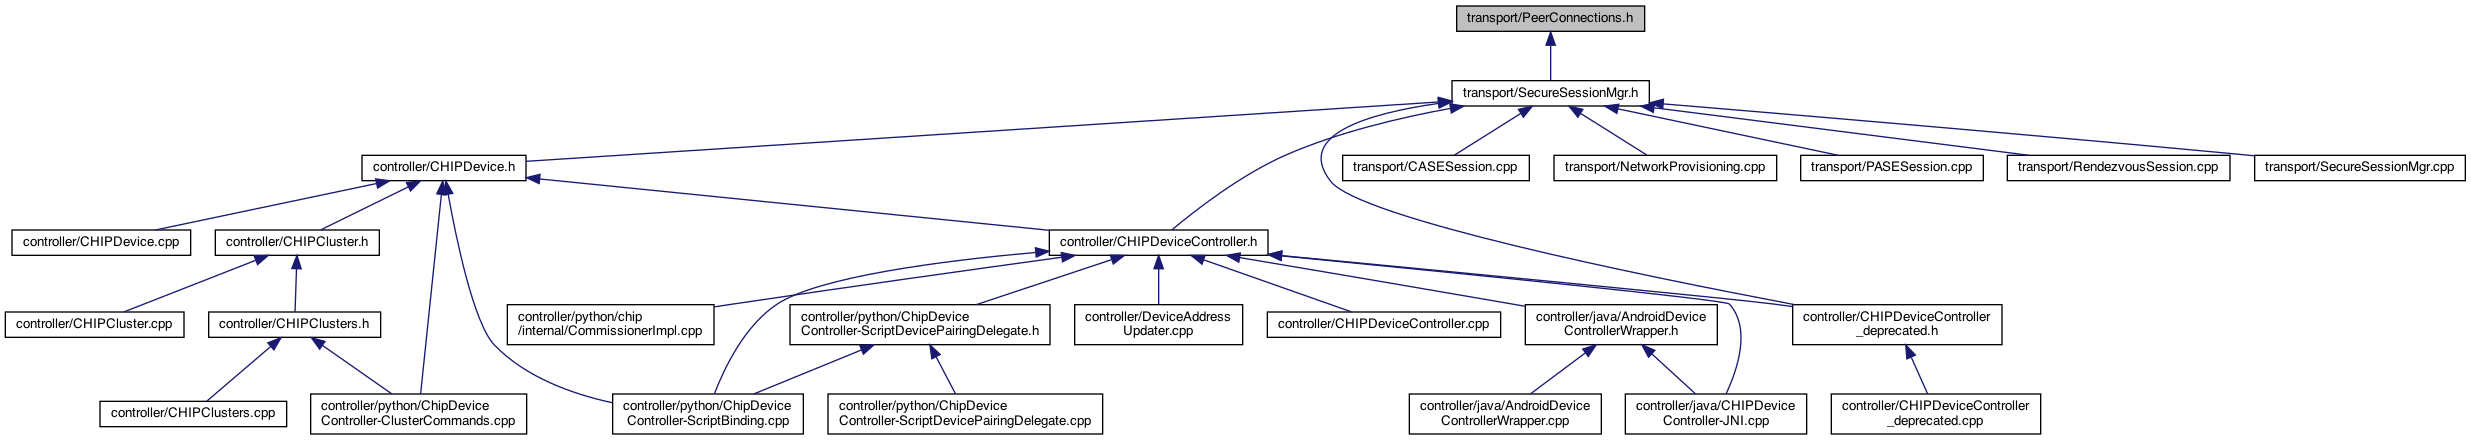 transport/PeerConnections.h
transport/SecureSessionMgr.h
controller/CHIPDevice.h
transport/CASESession.cpp
transport/NetworkProvisioning.cpp
transport/PASESession.cpp
transport/RendezvousSession.cpp
transport/SecureSessionMgr.cpp
controller/CHIPDevice.cpp
controller/CHIPCluster.h
controller/CHIPDeviceController.h
controller/CHIPCluster.cpp
controller/CHIPClusters.h
controller/python/chip
/internal/CommissionerImpl.cpp
controller/python/ChipDevice
Controller-ScriptDevicePairingDelegate.h
controller/DeviceAddress
Updater.cpp
controller/CHIPDeviceController.cpp
controller/java/AndroidDevice
ControllerWrapper.h
controller/CHIPDeviceController
_deprecated.h
controller/CHIPClusters.cpp
controller/python/ChipDevice
Controller-ClusterCommands.cpp
controller/python/ChipDevice
Controller-ScriptBinding.cpp
controller/python/ChipDevice
Controller-ScriptDevicePairingDelegate.cpp
controller/java/AndroidDevice
ControllerWrapper.cpp
controller/java/CHIPDevice
Controller-JNI.cpp
controller/CHIPDeviceController
_deprecated.cpp